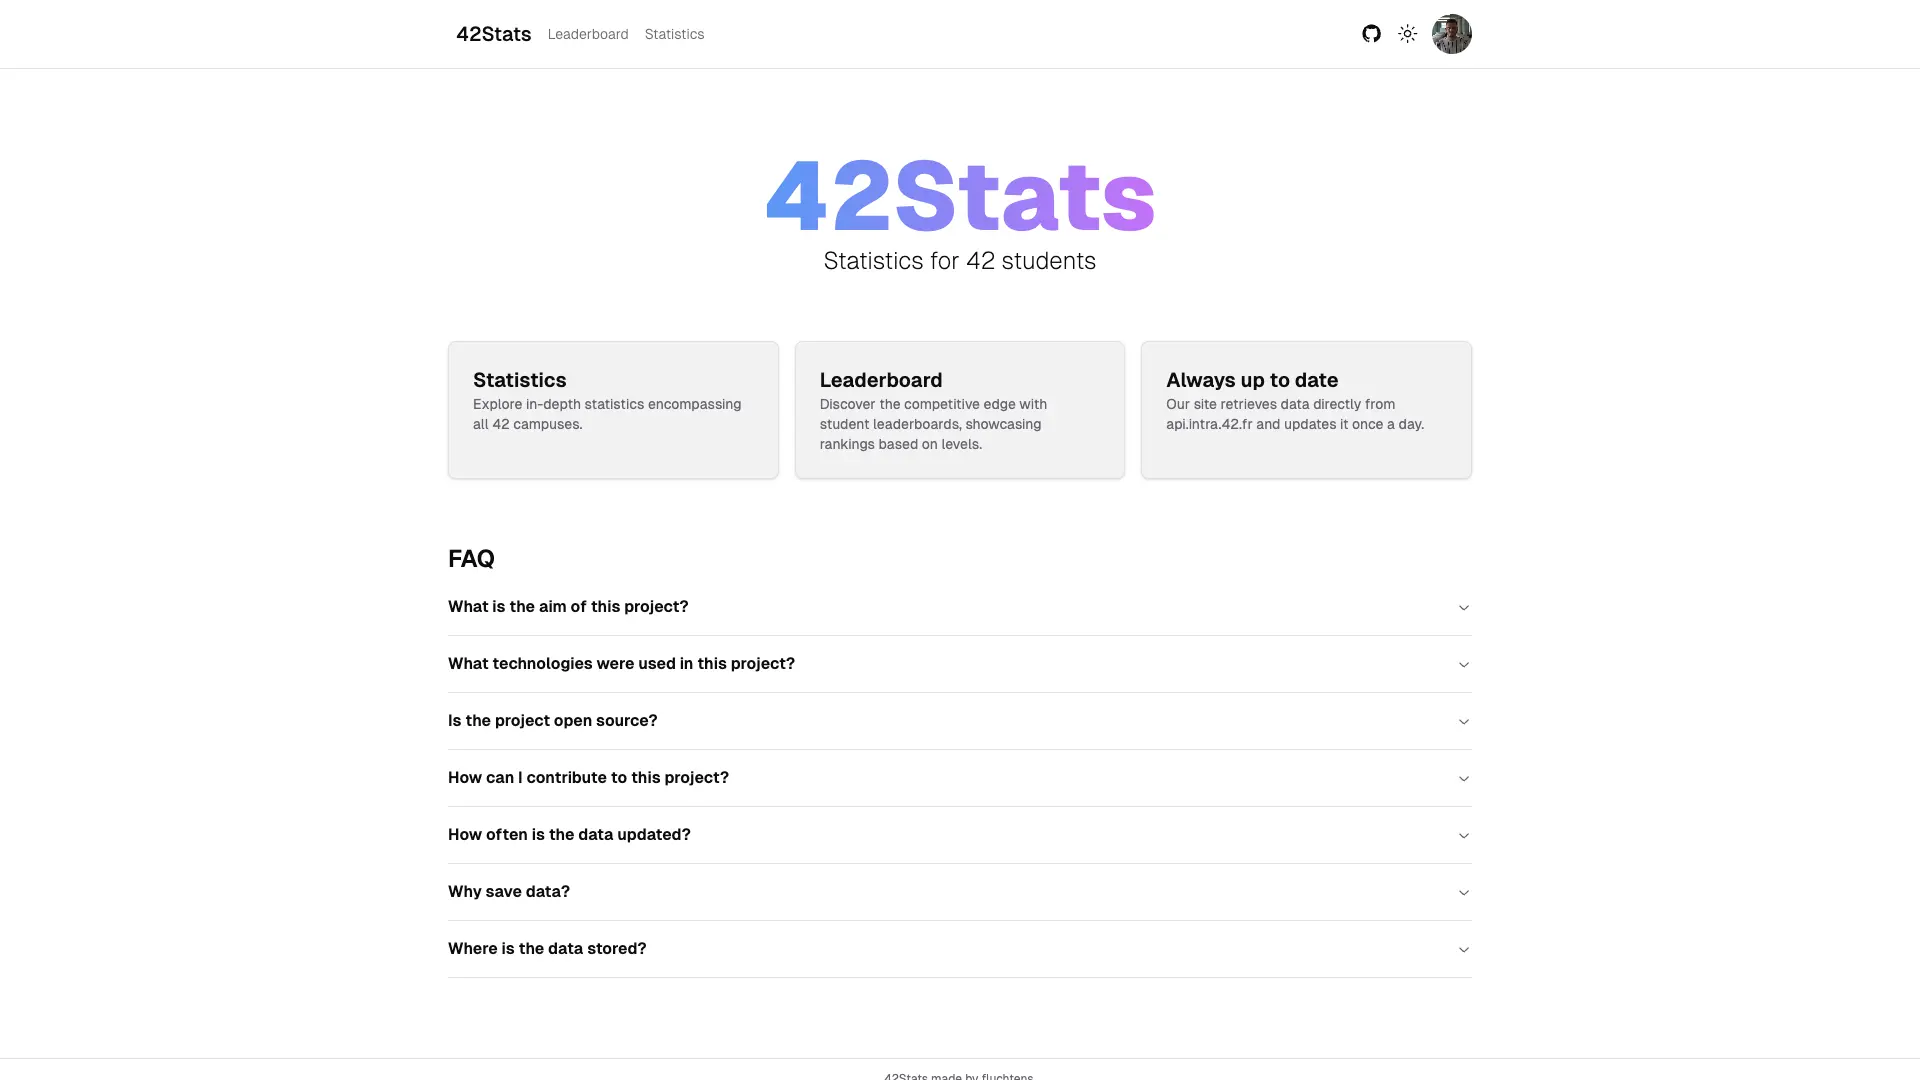 42Stats Leaderboard Statistics
42Stats
Statistics for 42 students
Statistics
Explore in-depth statistics encompassing
all 42 campuses.
Leaderboard
Discover the competitive edge with
student leaderboards, showcasing
rankings based on levels.
Always up to date
Our site retrieves data directly from
api.intra.42.fr and updates it once a day.
FAQ
What is the aim of this project?
What technologies were used in this project?
Is the project open source?
How can I contribute to this project?
How often is the data updated?
Why save data?
Where is the data stored?
42Stats made by fluchtens